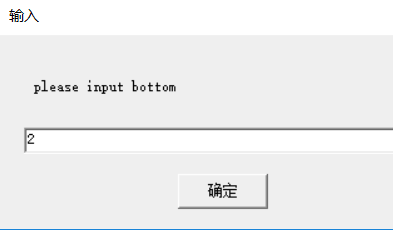 输入
please input bottom
2
确定